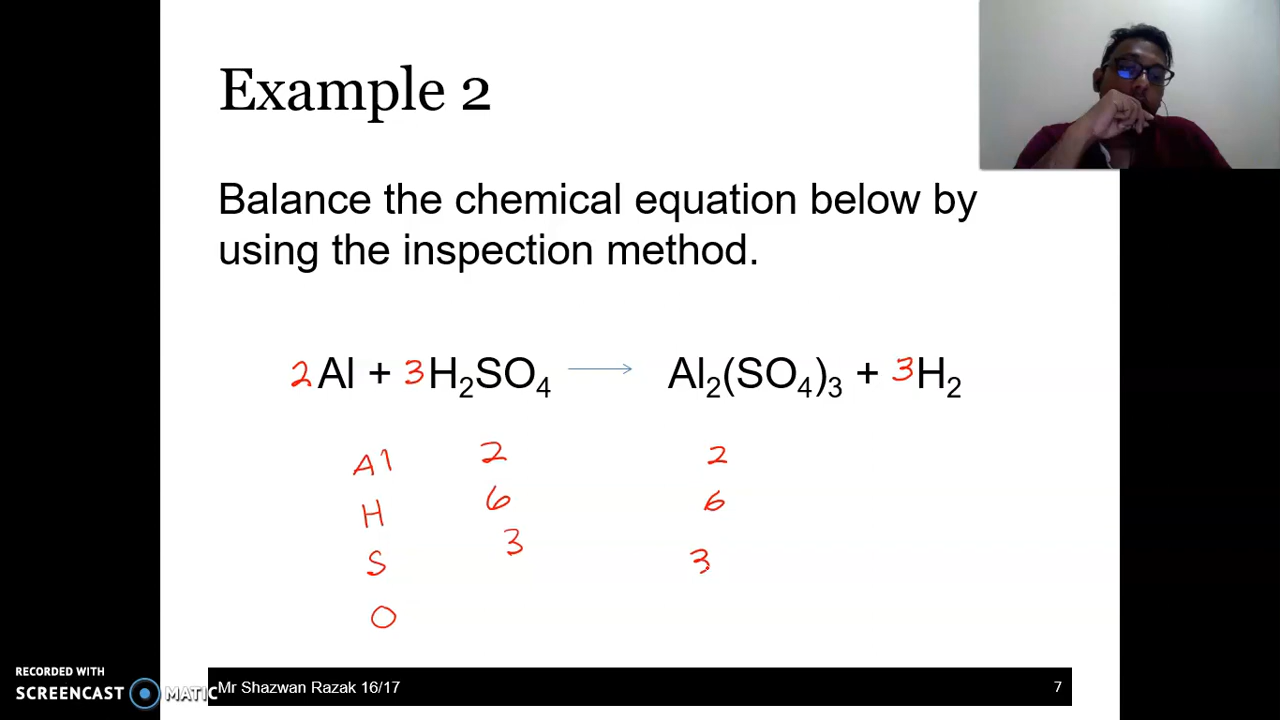 Example 2
Balance the chemical equation below by
using the inspection method.
2Al + 3H₂SO₄ → Al₂(SO₄)₃ + 3H₂
Al 2 2
H 6 6
S 3 3
O
RECORDED WITH
SCREENCAST MATIC
Mr Shazwan Razak 16/17 7